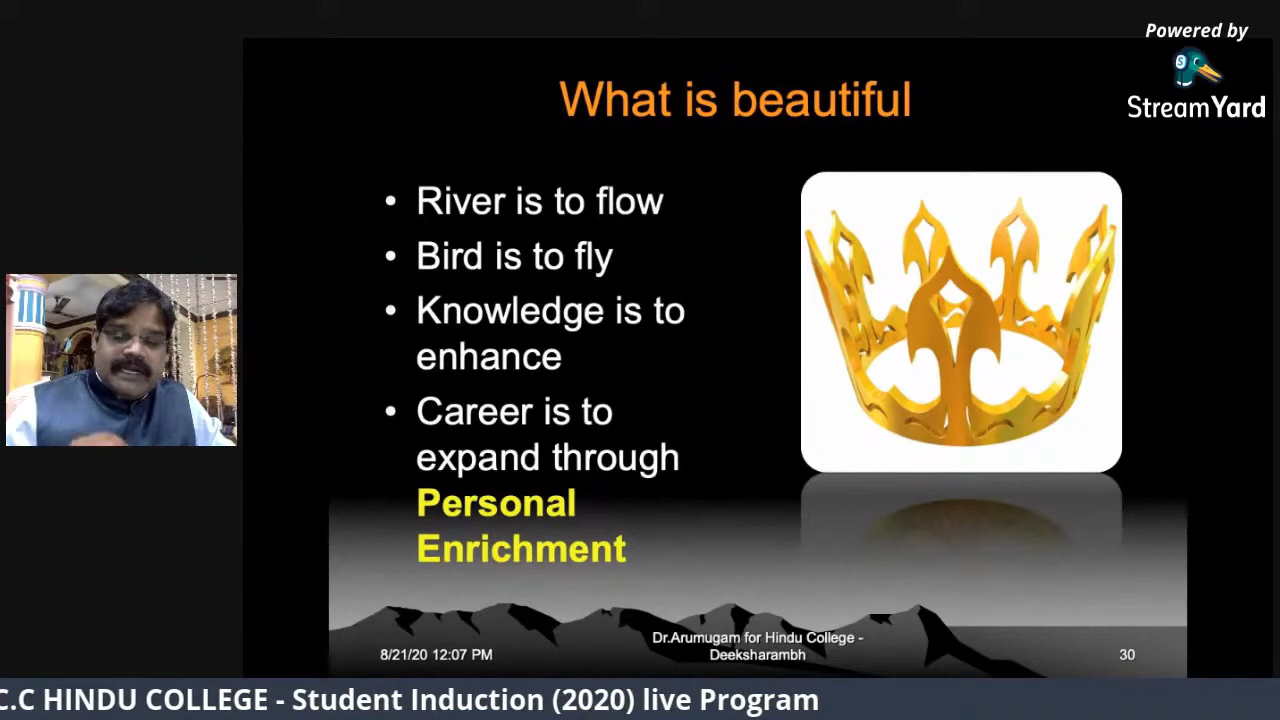 Powered by
StreamYard
What is beautiful
• River is to flow
• Bird is to fly
• Knowledge is to
enhance
• Career is to
expand through
Personal
Enrichment
Dr.Arumugam for Hindu College -
Deeksharambh
8/21/20 12:07 PM
30
C.C HINDU COLLEGE - Student Induction (2020) live Program